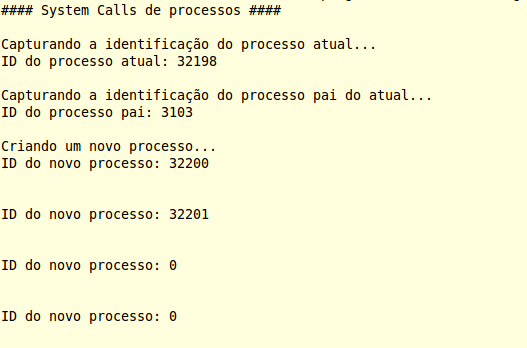 #### System Calls de processos ####
Capturando a identificação do processo atual...
ID do processo atual: 32198
Capturando a identificação do processo pai do atual...
ID do processo pai: 3103
Criando um novo processo...
ID do novo processo: 32200
ID do novo processo: 32201
ID do novo processo: 0
ID do novo processo: 0